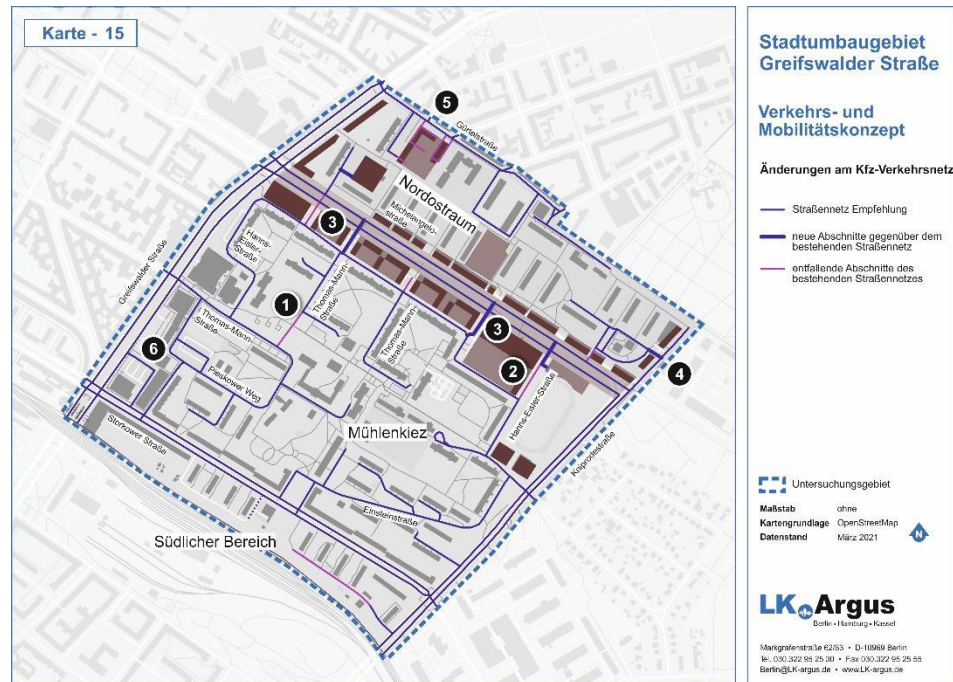 Karte - 15
5
Gürtelstraße
Nordostraum
Michelangelo-
straße
3
Hanns-
Eisler-
Straße
Greifswalder Straße
Thomas-Mann-
Straße
1
Thomas-Mann-
Straße
Thomas-Mann-
Straße
3
2
4
6
Pieskower Weg
Hanns-Eisler-Straße
Mühlenkiez
Kniprodestraße
Storkower Straße
Einsteinstraße
Südlicher Bereich
Stadtumbaugebiet
Greifswalder Straße
Verkehrs- und
Mobilitätskonzept
Änderungen am Kfz-Verkehrsnetz
Straßennetz Empfehlung
neue Abschnitte gegenüber dem
bestehenden Straßennetz
entfallende Abschnitte des
bestehenden Straßennetzes
Untersuchungsgebiet
Maßstab ohne
Kartengrundlage OpenStreetMap
Datenstand März 2021
N
LK Argus
Berlin • Hamburg • Kassel
Markgrafenstraße 62/63 • D-10969 Berlin
Tel. 030.322 95 25 30 • Fax 030.322 95 25 55
Berlin@LK-argus.de • www.LK-argus.de